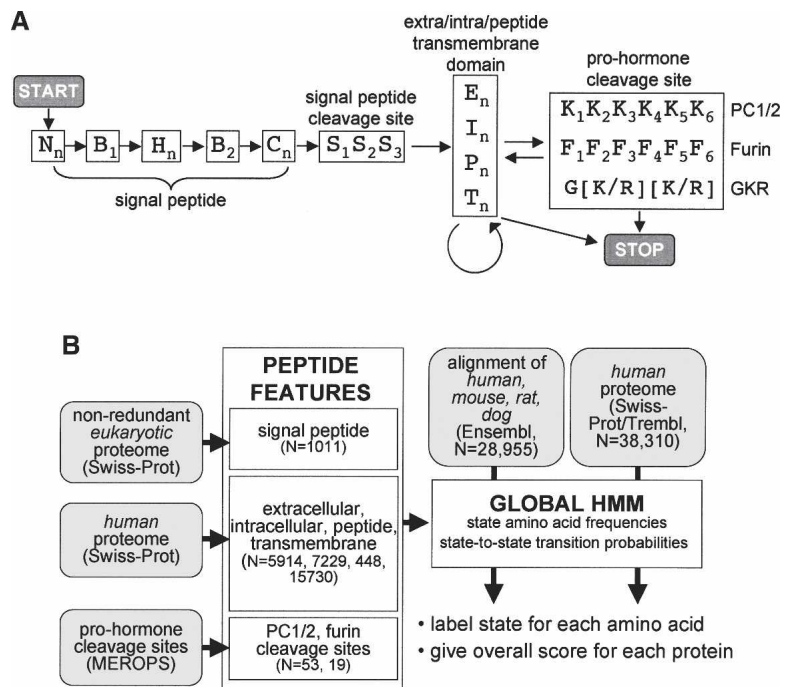 A
START
N_n
B_1
H_n
B_2
C_n
signal peptide
signal peptide
cleavage site
S_1S_2S_3
extra/intra/peptide
transmembrane
domain
E_n
I_n
P_n
T_n
pro-hormone
cleavage site
K_1K_2K_3K_4K_5K_6 PC1/2
F_1F_2F_3F_4F_5F_6 Furin
G[K/R][K/R] GKR
STOP
B
non-redundant
eukaryotic
proteome
(Swiss-Prot)
human
proteome
(Swiss-Prot)
pro-hormone
cleavage sites
(MEROPS)
PEPTIDE
FEATURES
signal peptide
(N=1011)
extracellular,
intracellular, peptide,
transmembrane
(N=5914, 7229, 448,
15730)
PC1/2, furin
cleavage sites
(N=53, 19)
alignment of
human,
mouse, rat,
dog
(Ensembl,
N=28,955)
human
proteome
(Swiss-
Prot/Trembl,
N=38,310)
GLOBAL HMM
state amino acid frequencies
state-to-state transition probabilities
• label state for each amino acid
• give overall score for each protein